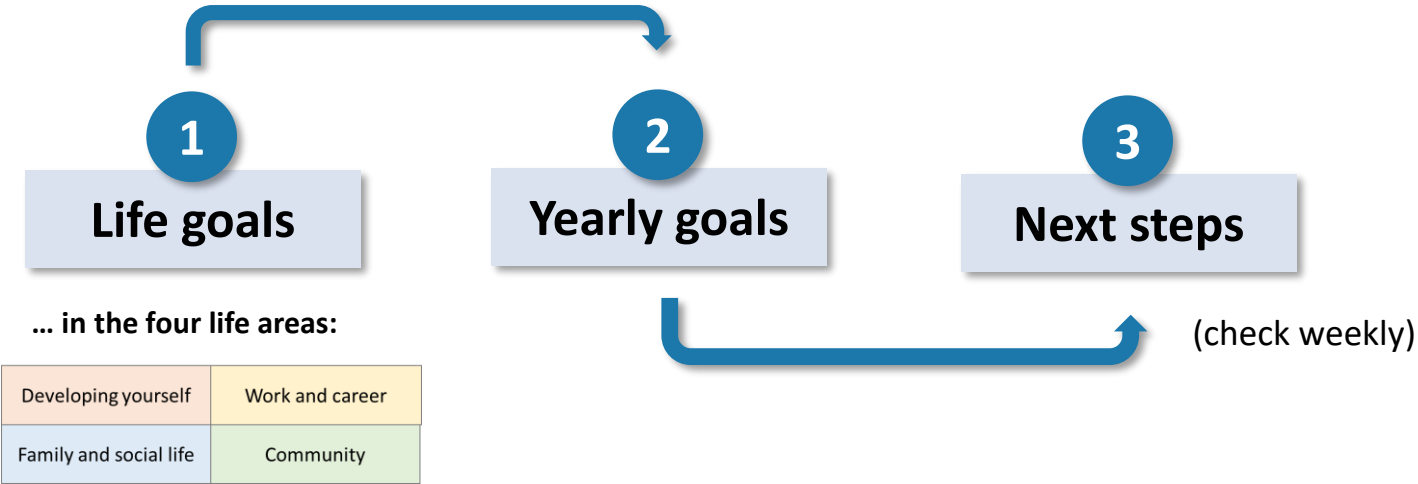 1
Life goals
… in the four life areas:
Developing yourself
Work and career
Family and social life
Community
2
Yearly goals
3
Next steps
(check weekly)